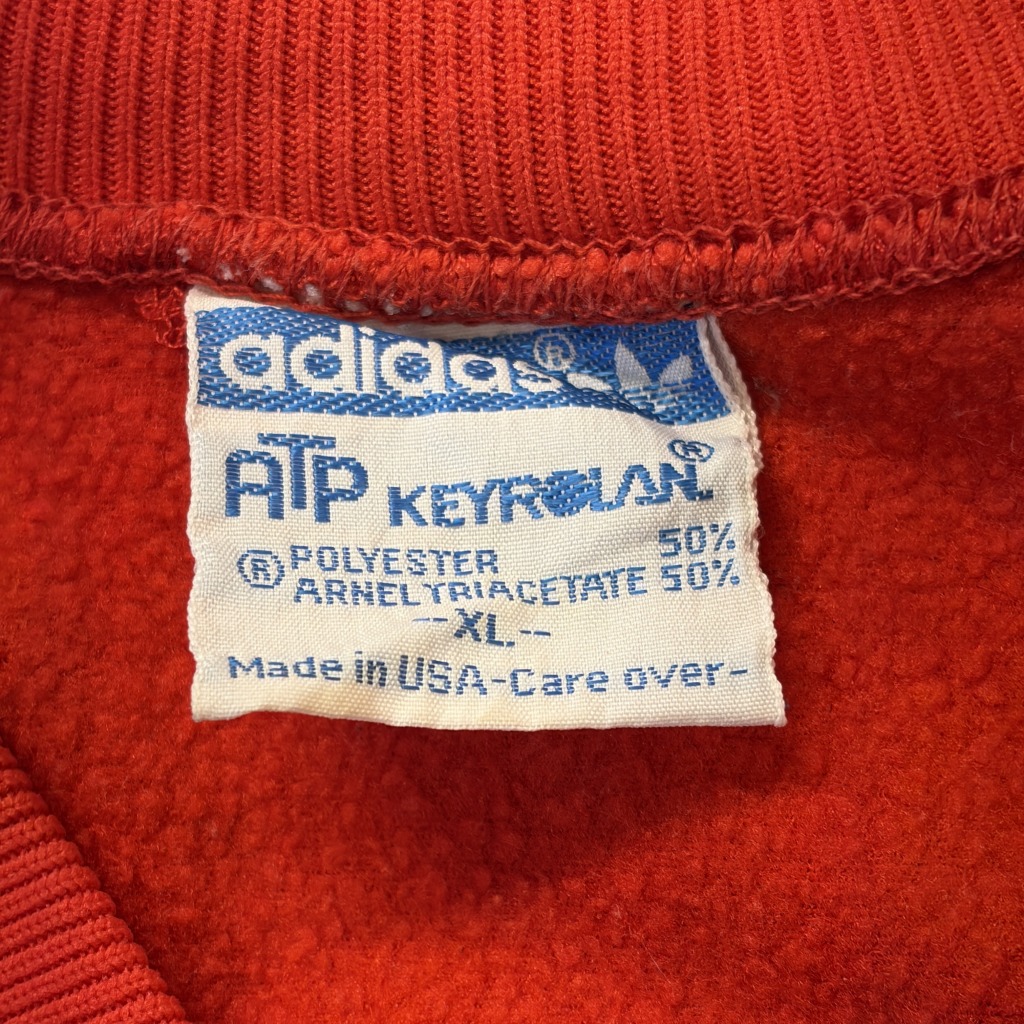 adidas®
ATP KEYROLAN®
POLYESTER 50%
® ARNEL TRIACETATE 50%
--XL--
Made in USA-Care over-